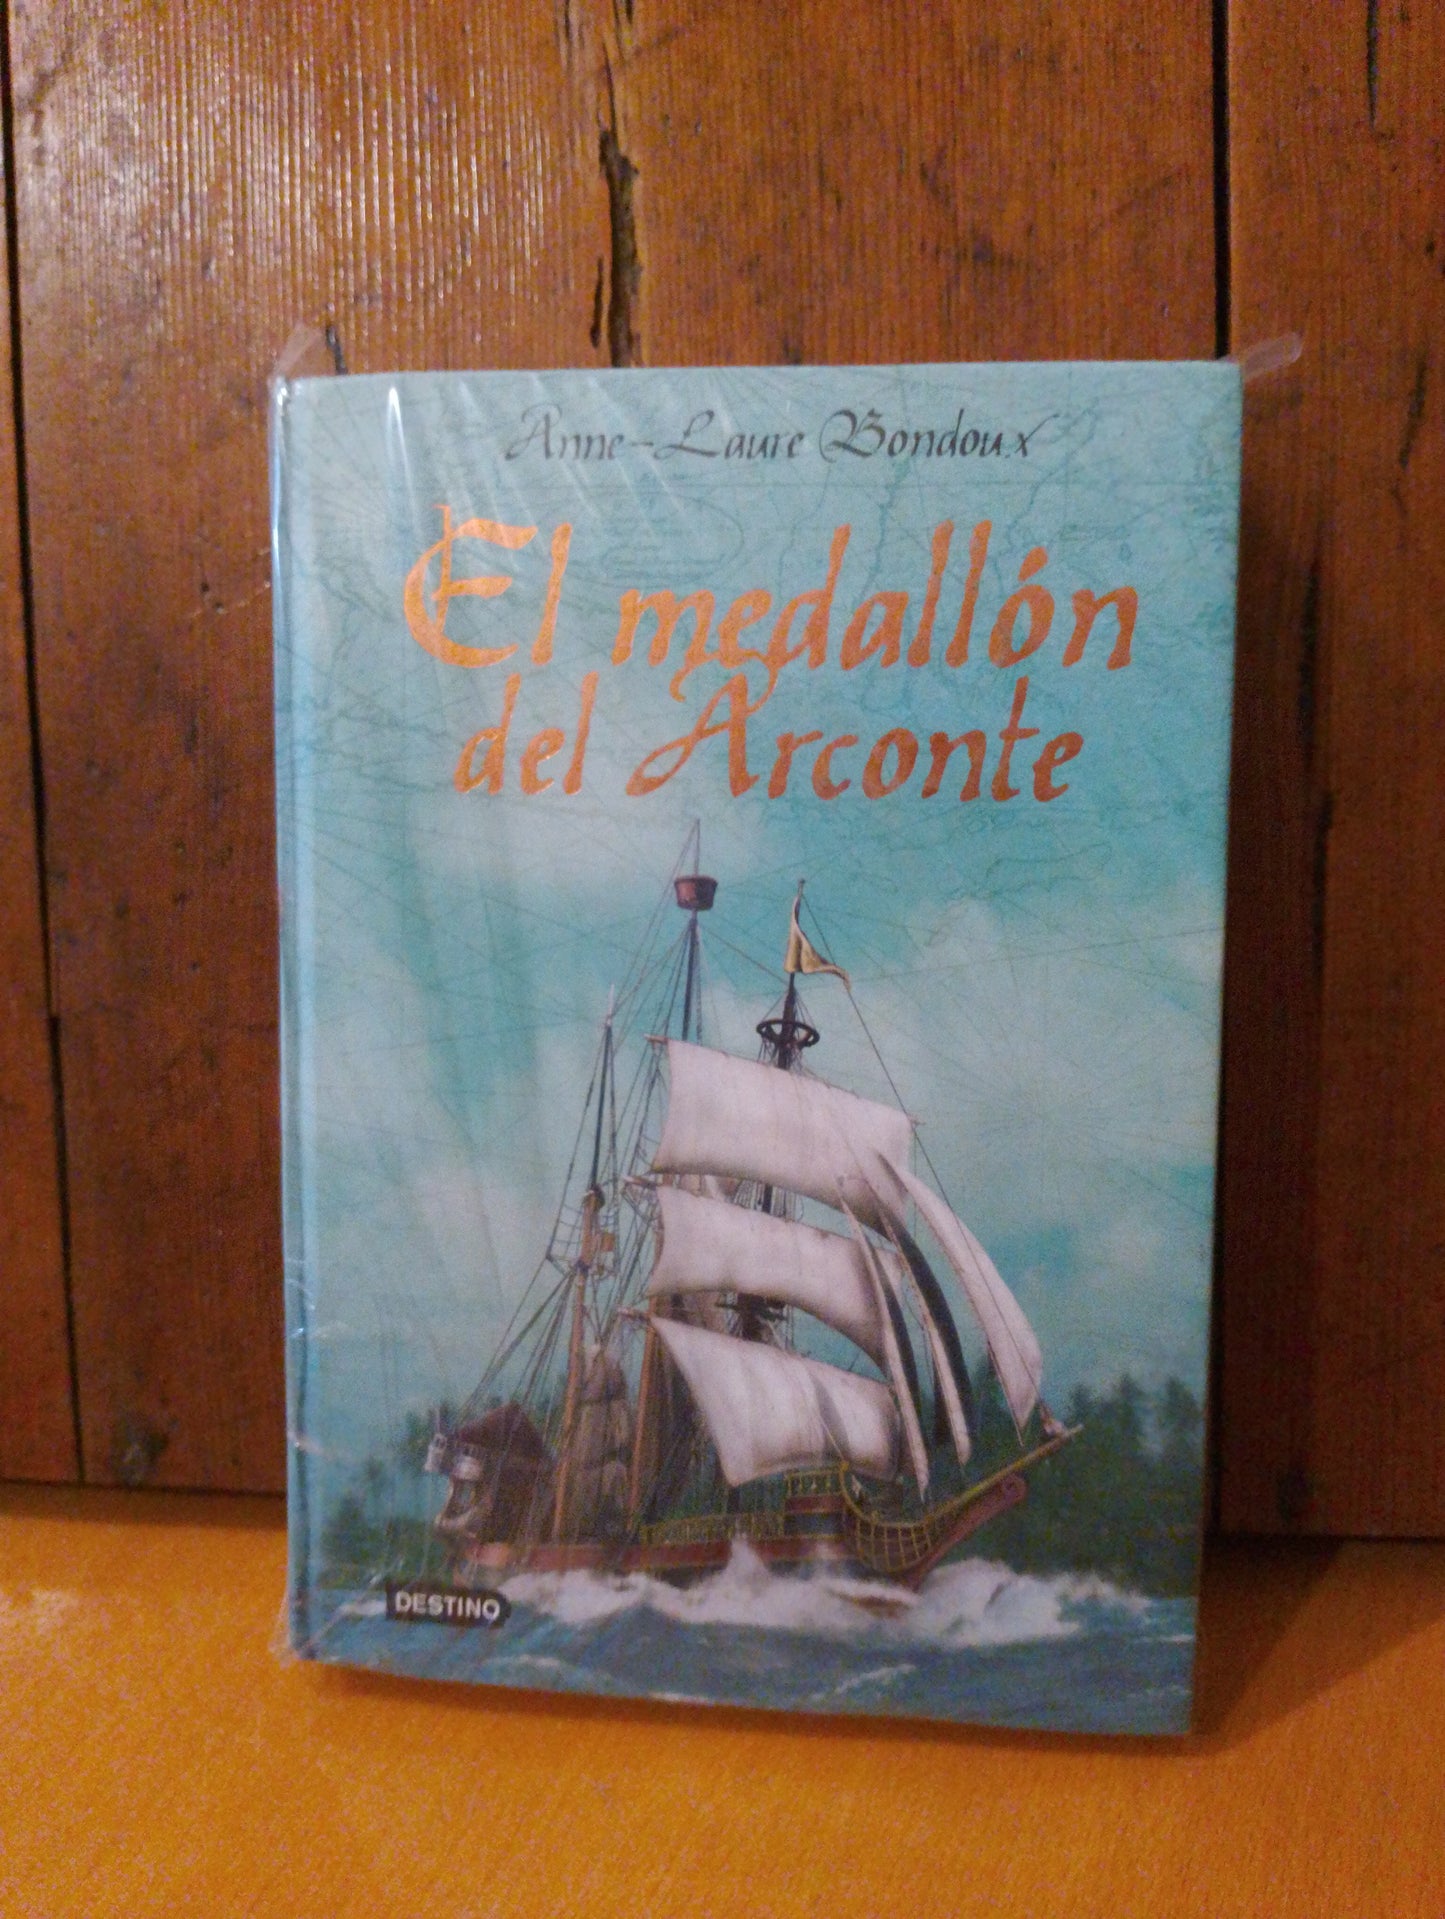 Anne-Laure Bondoux
El medallón
del Arconte
DESTINO